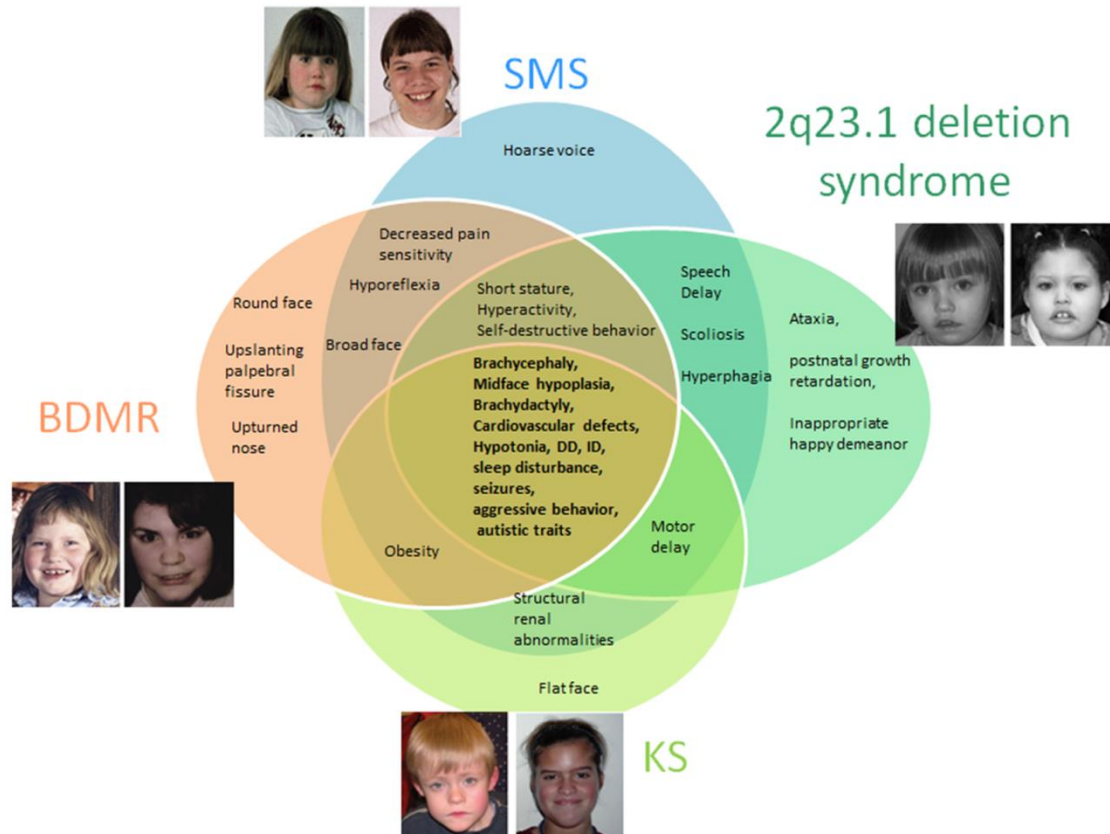 SMS
2q23.1 deletion
syndrome
Hoarse voice
Decreased pain
sensitivity
Hyporeflexia
Broad face
Round face
Upslanting
palpebral
fissure
Upturned
nose
BDMR
Short stature,
Hyperactivity,
Self-destructive behavior
Speech
Delay
Scoliosis
Hyperphagia
Ataxia,
postnatal growth
retardation,
Inappropriate
happy demeanor
Brachycephaly,
Midface hypoplasia,
Brachydactyly,
Cardiovascular defects,
Hypotonia, DD, ID,
sleep disturbance,
seizures,
aggressive behavior,
autistic traits
Obesity
Motor
delay
Structural
renal
abnormalities
Flat face
KS